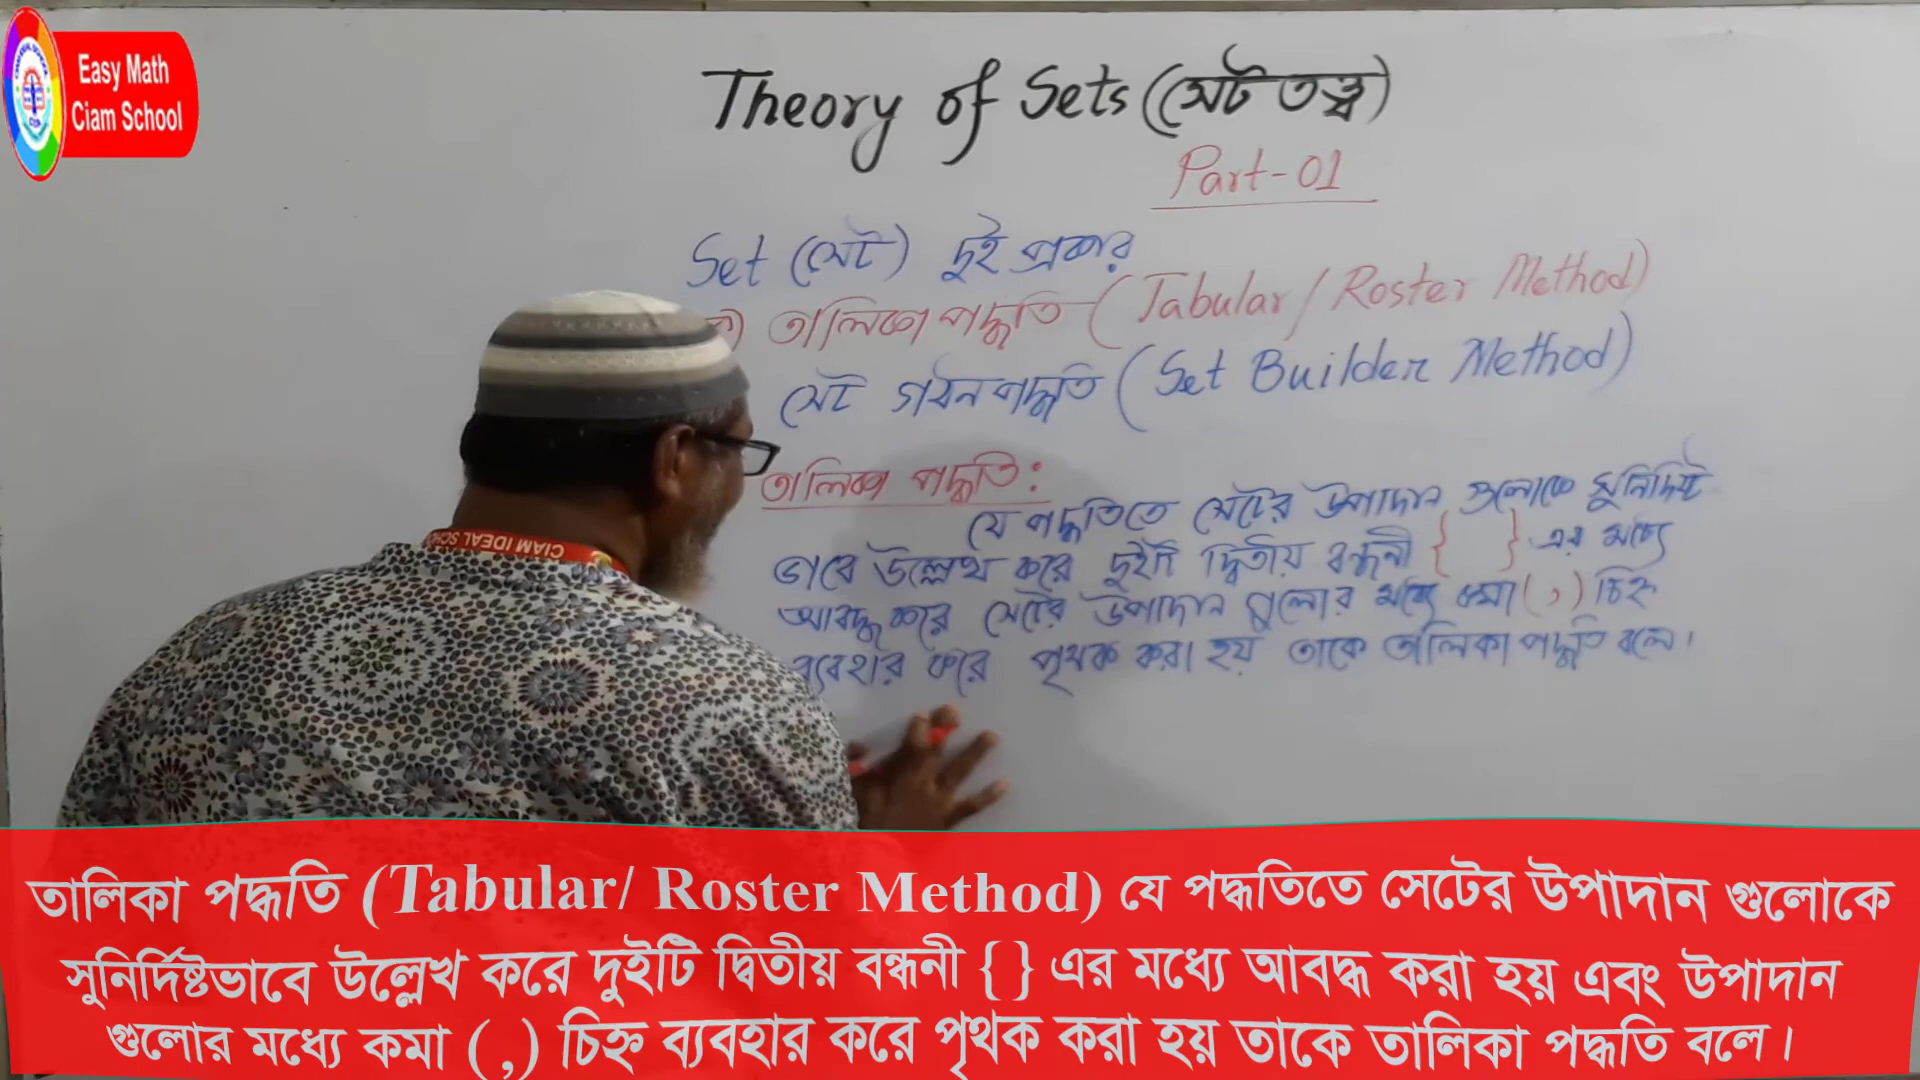 Easy Math
Ciam School
Theory of Sets (সেট তত্ত্ব)
Part-01
Set (সেট) দুই প্রকার
ক) তালিকা পদ্ধতি (Tabular / Roster Method)
সেট গঠন পদ্ধতি (Set Builder Method)
তালিকা পদ্ধতি:
যে পদ্ধতিতে সেটের উপাদান গুলোকে সুনির্দিষ্ট
ভাবে উল্লেখ করে দুইটি দ্বিতীয় বন্ধনী { } এর মধ্যে
আবদ্ধ করে সেটের উপাদান গুলোর মধ্যে কমা (,) চিহ্ন
ব্যবহার করে পৃথক করা হয় তাকে তালিকা পদ্ধতি বলে।
CIAM IDEAL SCHO
তালিকা পদ্ধতি (Tabular/ Roster Method) যে পদ্ধতিতে সেটের উপাদান গুলোকে
সুনির্দিষ্টভাবে উল্লেখ করে দুইটি দ্বিতীয় বন্ধনী {} এর মধ্যে আবদ্ধ করা হয় এবং উপাদান
গুলোর মধ্যে কমা (,) চিহ্ন ব্যবহার করে পৃথক করা হয় তাকে তালিকা পদ্ধতি বলে।